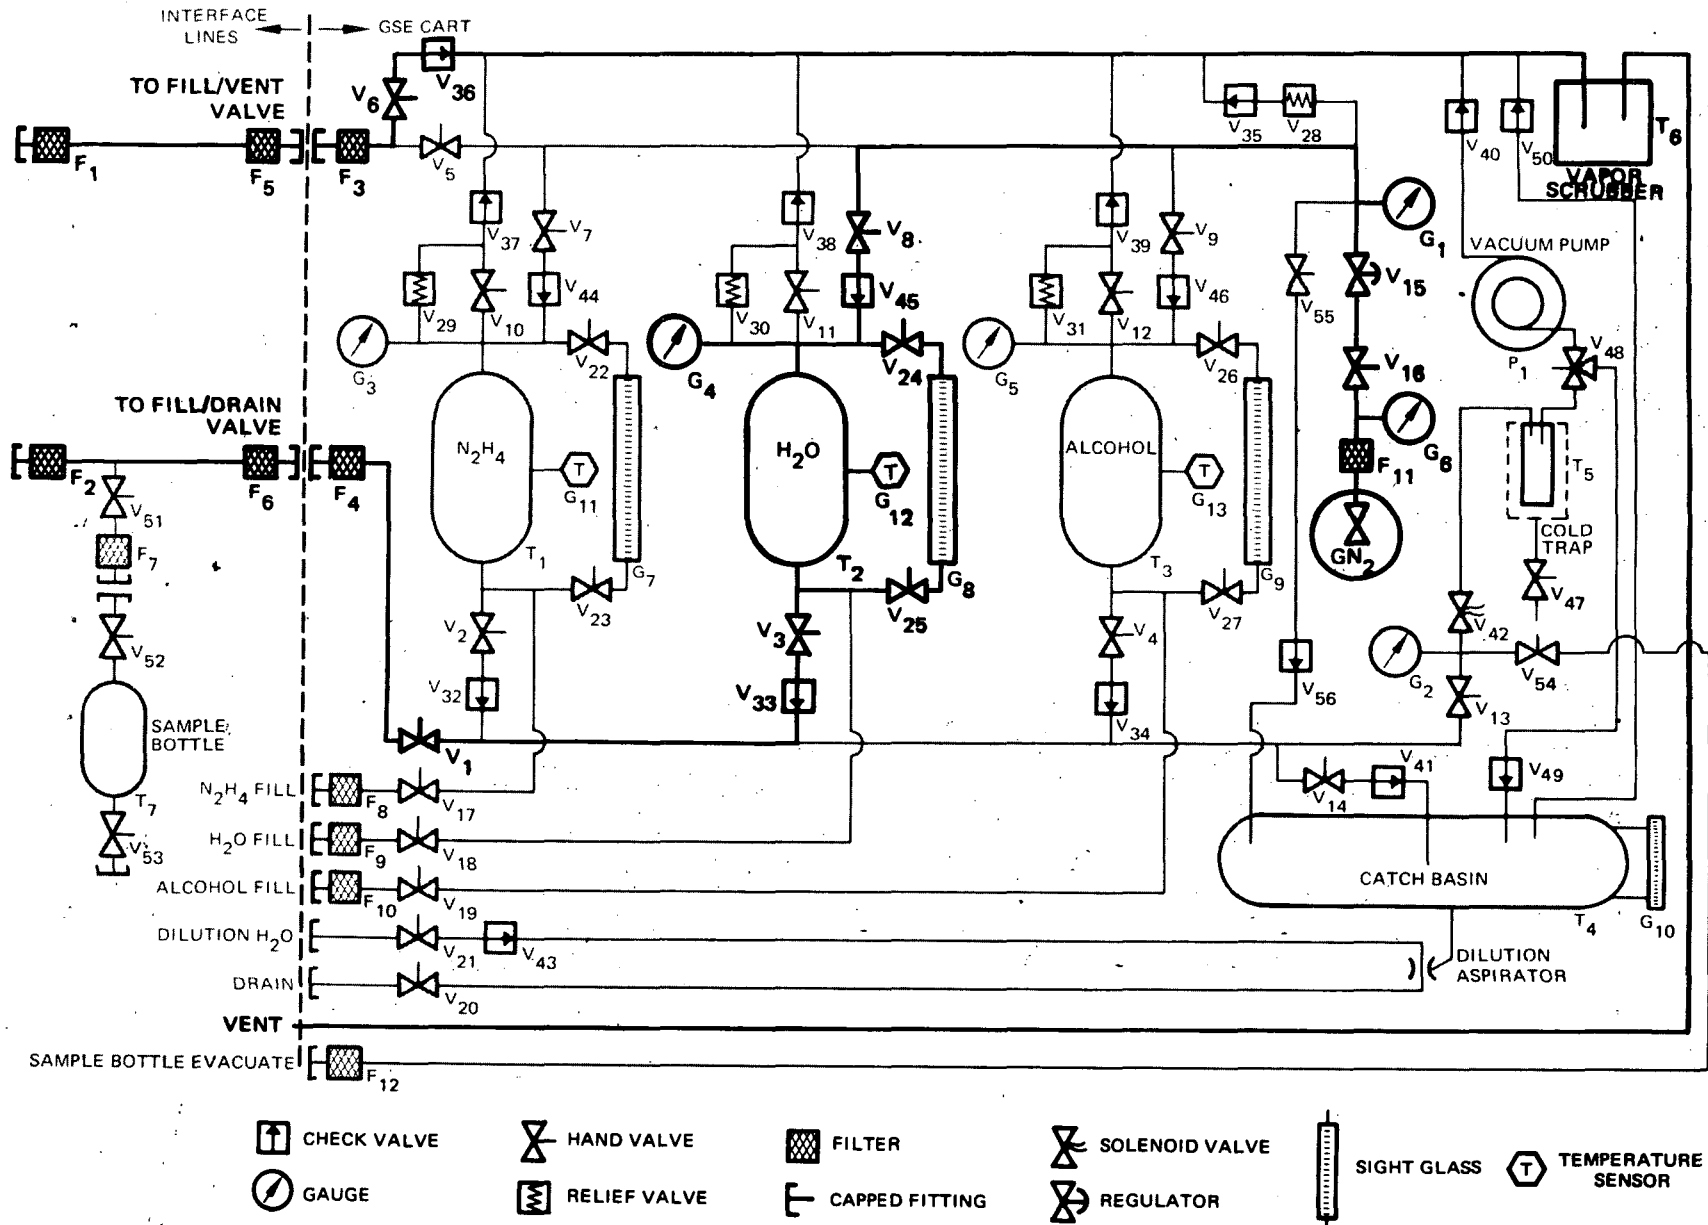 INTERFACE
LINES
GSE CART
TO FILL/VENT
VALVE
V6
V36
F1
F5
F3
V5
V35
V28
V40
V50
T6
VAPOR
SCRUBBER
V37
V7
V38
V8
V39
V9
G1
VACUUM PUMP
V29
V10
V44
V30
V11
V45
V31
V12
V46
V55
V15
G3
V22
G4
V24
G5
V26
V16
P1
V48
TO FILL/DRAIN
VALVE
F2
F6
F4
N2H4
G11
H2O
T
G12
ALCOHOL
T
G13
T
G6
F11
GN2
T5
COLD
TRAP
V51
F7
T1
G7
T2
G8
T3
G9
V47
V52
V2
V23
V3
V25
V4
V27
V42
G2
V54
V56
V13
V32
V33
V34
SAMPLE
BOTTLE
V1
V41
V49
T7
N2H4 FILL
F8
V17
V14
V53
H2O FILL
F9
V18
ALCOHOL FILL
F10
V19
CATCH BASIN
T4
G10
DILUTION H2O
V21
V43
DILUTION
ASPIRATOR
DRAIN
V20
VENT
SAMPLE BOTTLE EVACUATE
F12
CHECK VALVE
HAND VALVE
FILTER
SOLENOID VALVE
SIGHT GLASS
T
TEMPERATURE
SENSOR
GAUGE
RELIEF VALVE
CAPPED FITTING
REGULATOR